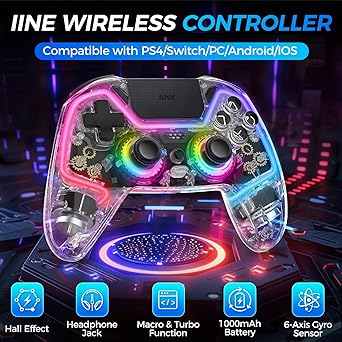 IINE WIRELESS CONTROLLER
Compatible with PS4/Switch/PC/Android/IOS
IINE
Hall Effect
Headphone
Jack
Macro & Turbo
Function
1000mAh
Battery
6-Axis Gyro
Sensor